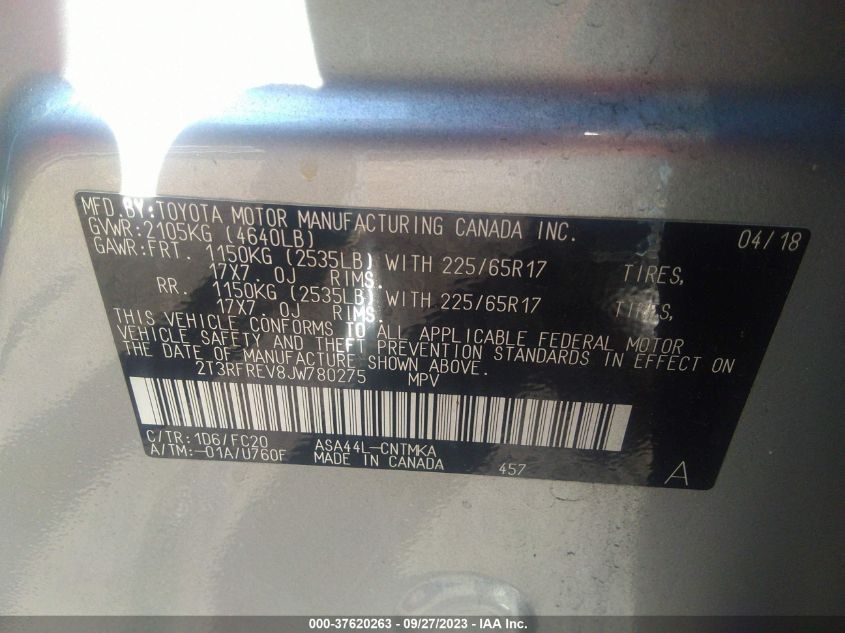 MFD.BY:TOYOTA MOTOR MANUFACTURING CANADA INC. 04/18
GVWR:2105KG (4640LB)
GAWR:FRT. 1150KG (2535LB) WITH 225/65R17 TIRES,
17X7. 0J RIMS.
RR. 1150KG (2535LB) WITH 225/65R17 TIRES,
17X7. 0J RIMS.
THIS VEHICLE CONFORMS TO ALL APPLICABLE FEDERAL MOTOR
VEHICLE SAFETY AND THEFT PREVENTION STANDARDS IN EFFECT ON
THE DATE OF MANUFACTURE SHOWN ABOVE.
2T3RFREV8JW780275 MPV
C/TR:1D6/FC20 ASA44L-CNTMKA
A/TM:-01A/U760F MADE IN CANADA 457 A
000-37620263 - 09/27/2023 - IAA Inc.